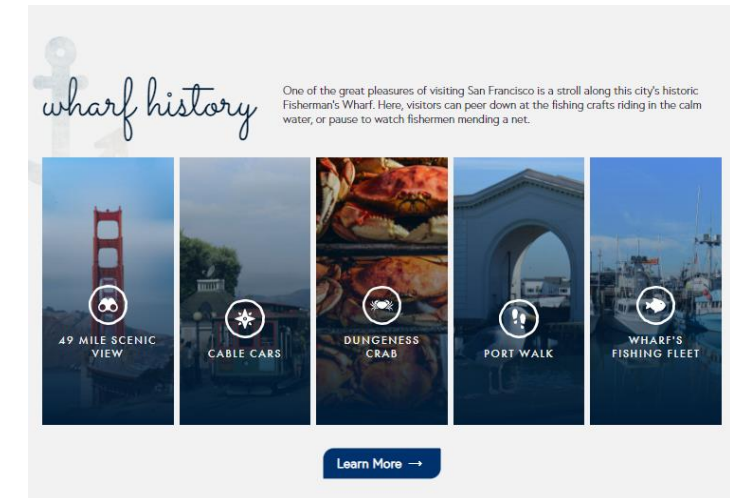 wharf history
One of the great pleasures of visiting San Francisco is a stroll along this city's historic
Fisherman's Wharf. Here, visitors can peer down at the fishing crafts riding in the calm
water, or pause to watch fishermen mending a net.
49 MILE SCENIC
VIEW
CABLE CARS
DUNGENESS
CRAB
PORT WALK
WHARF'S
FISHING FLEET
Learn More →